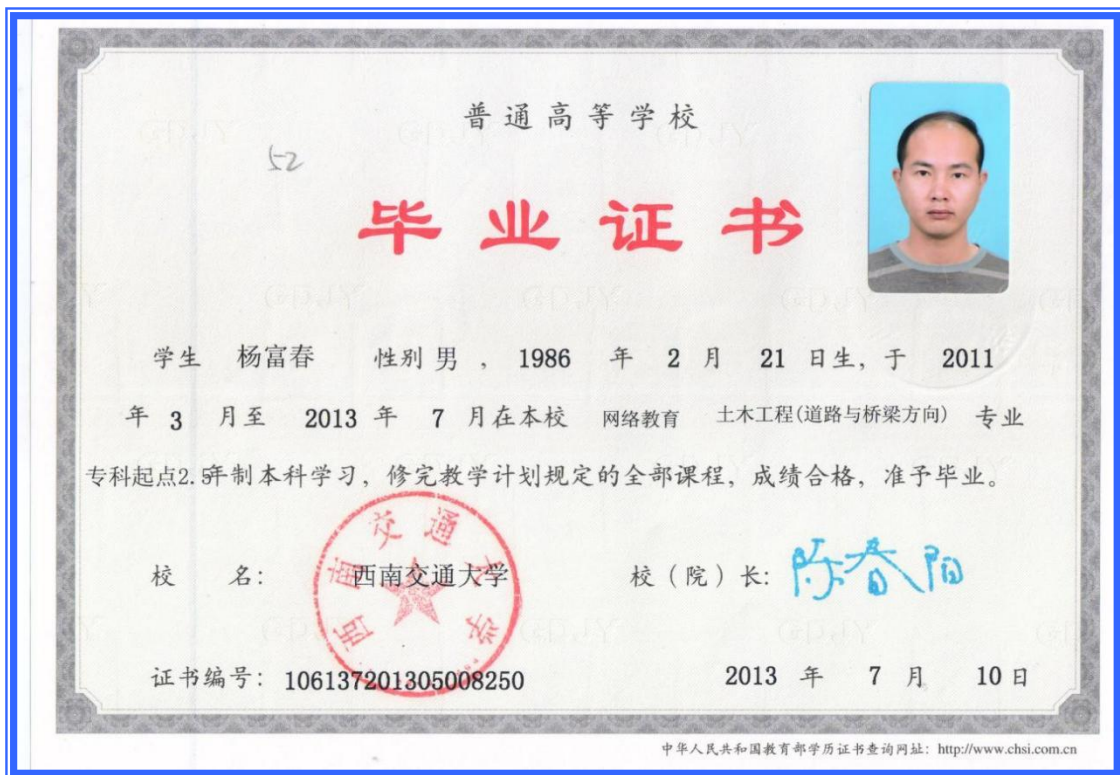 普通高等学校
52
毕业证书
学生 杨富春 性别 男 , 1986 年 2 月 21 日生, 于 2011
年 3 月至 2013 年 7 月在本校 网络教育 土木工程(道路与桥梁方向) 专业
专科起点2.5年制本科学习, 修完教学计划规定的全部课程, 成绩合格, 准予毕业。
校 名: 西南交通大学 校(院)长: 陈春阳
西南交通大学
证书编号: 106137201305008250 2013 年 7 月 10 日
中华人民共和国教育部学历证书查询网址: http://www.chsi.com.cn